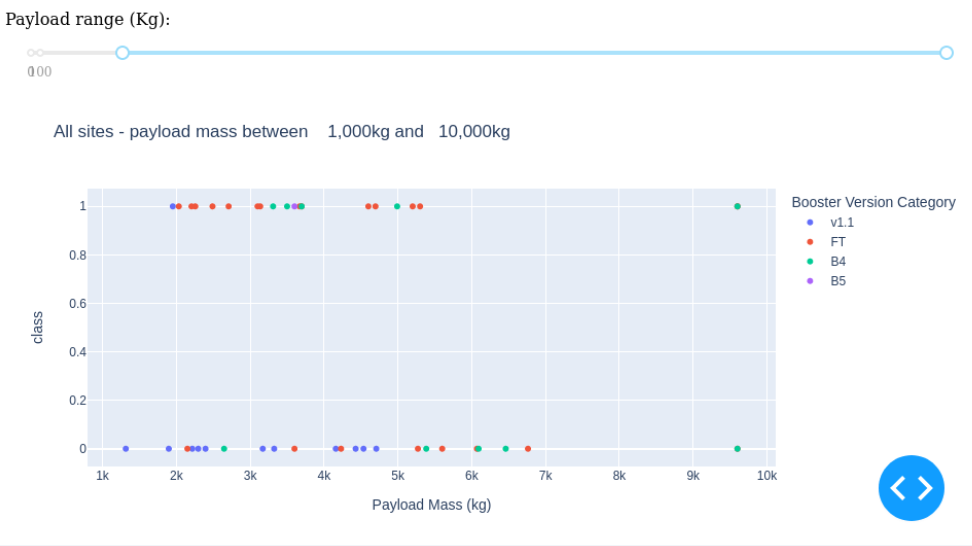 Payload range (Kg):
All sites - payload mass between 1,000kg and 10,000kg
Booster Version Category
v1.1
FT
B4
B5
class
1
0.8
0.6
0.4
0.2
0
1k 2k 3k 4k 5k 6k 7k 8k 9k 10k
Payload Mass (kg)